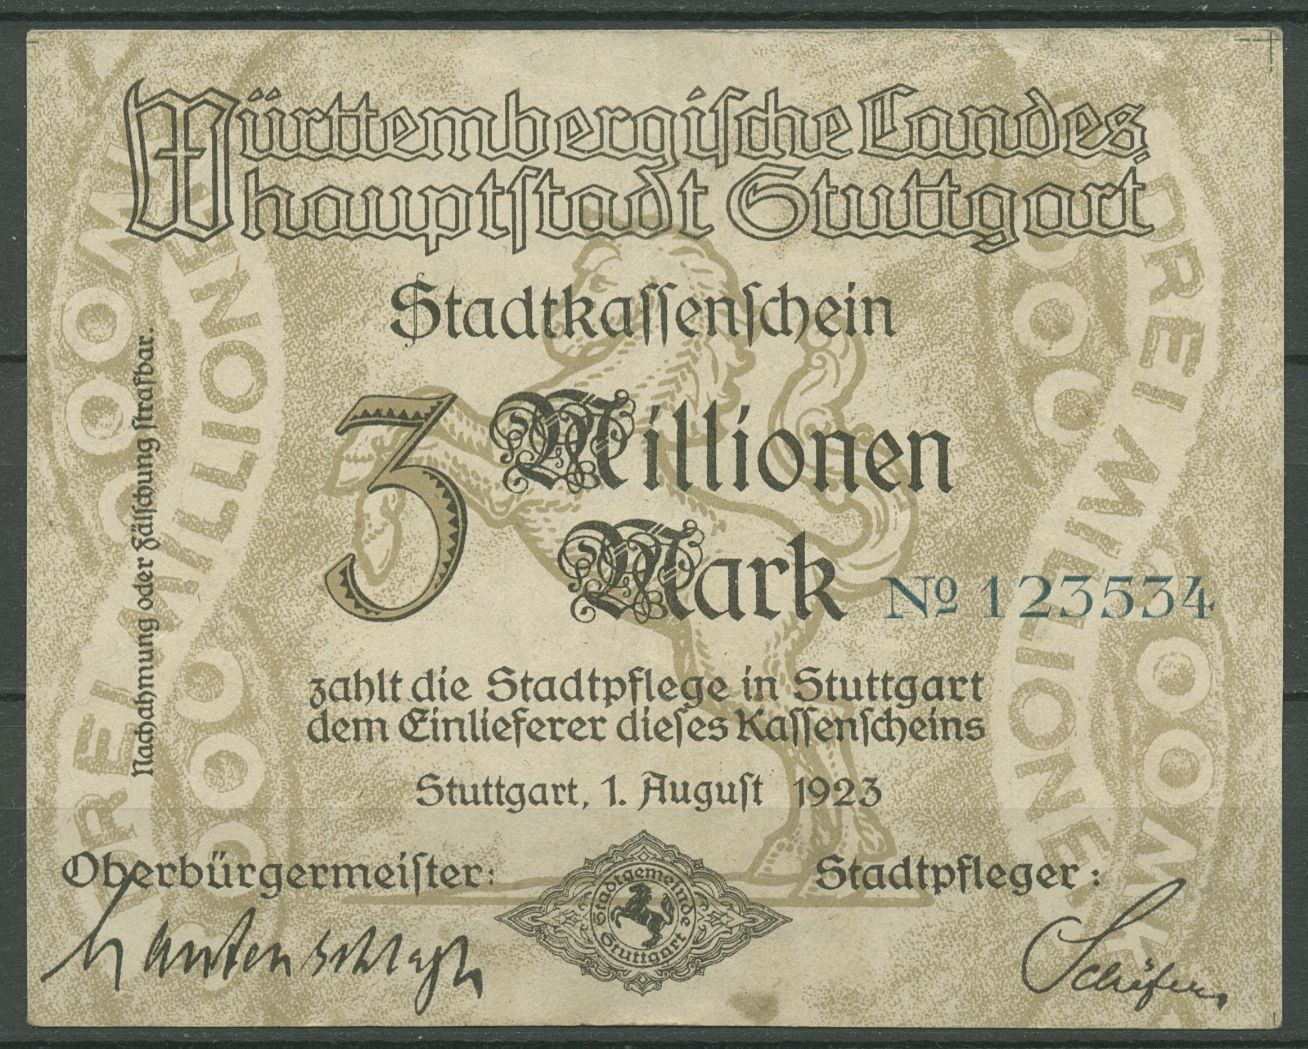 Württembergiſche Landes
hauptſtadt Stuttgart
Stadtkaſſenſchein
3 Millionen
Mark
No 123534
zahlt die Stadtpflege in Stuttgart
dem Einlieferer dieſes Kaſſenſcheins
Stuttgart, 1. Auguſt 1923
Oberbürgermeiſter:
Stadtpfleger:
Lautenschlager
Stadtgemeinde
Stuttgart
Nachahmung oder Fälſchung ſtrafbar.
DREI MILLIONEN
DREI MILLIONEN